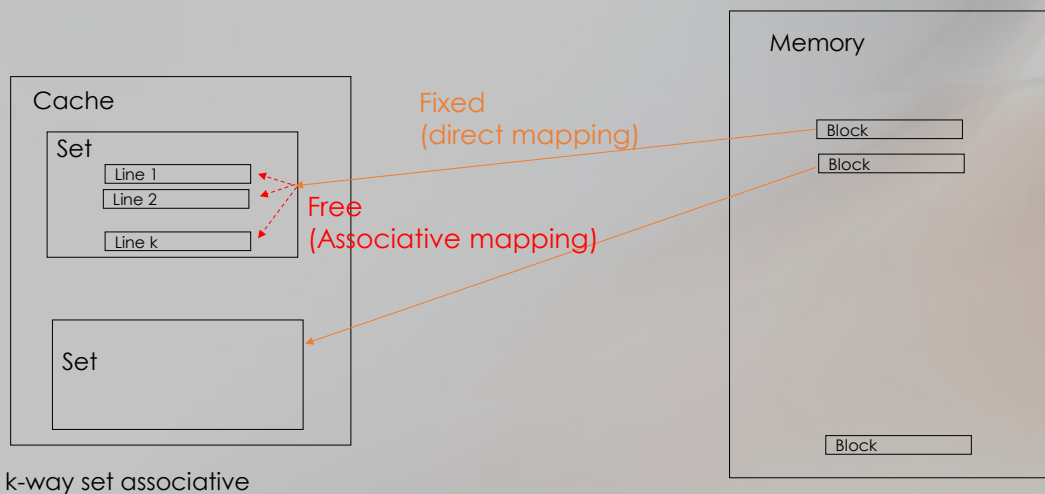 Memory
Cache
Fixed
(direct mapping)
Block
Block
Set
Line 1
Line 2
Line k
Free
(Associative mapping)
Set
Block
k-way set associative